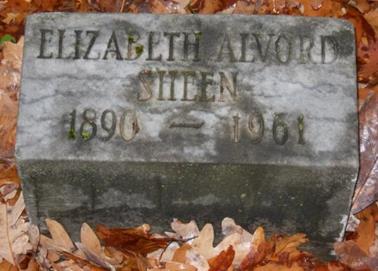 ELIZABETH ALVORD
SHEEN
1890 — 1961